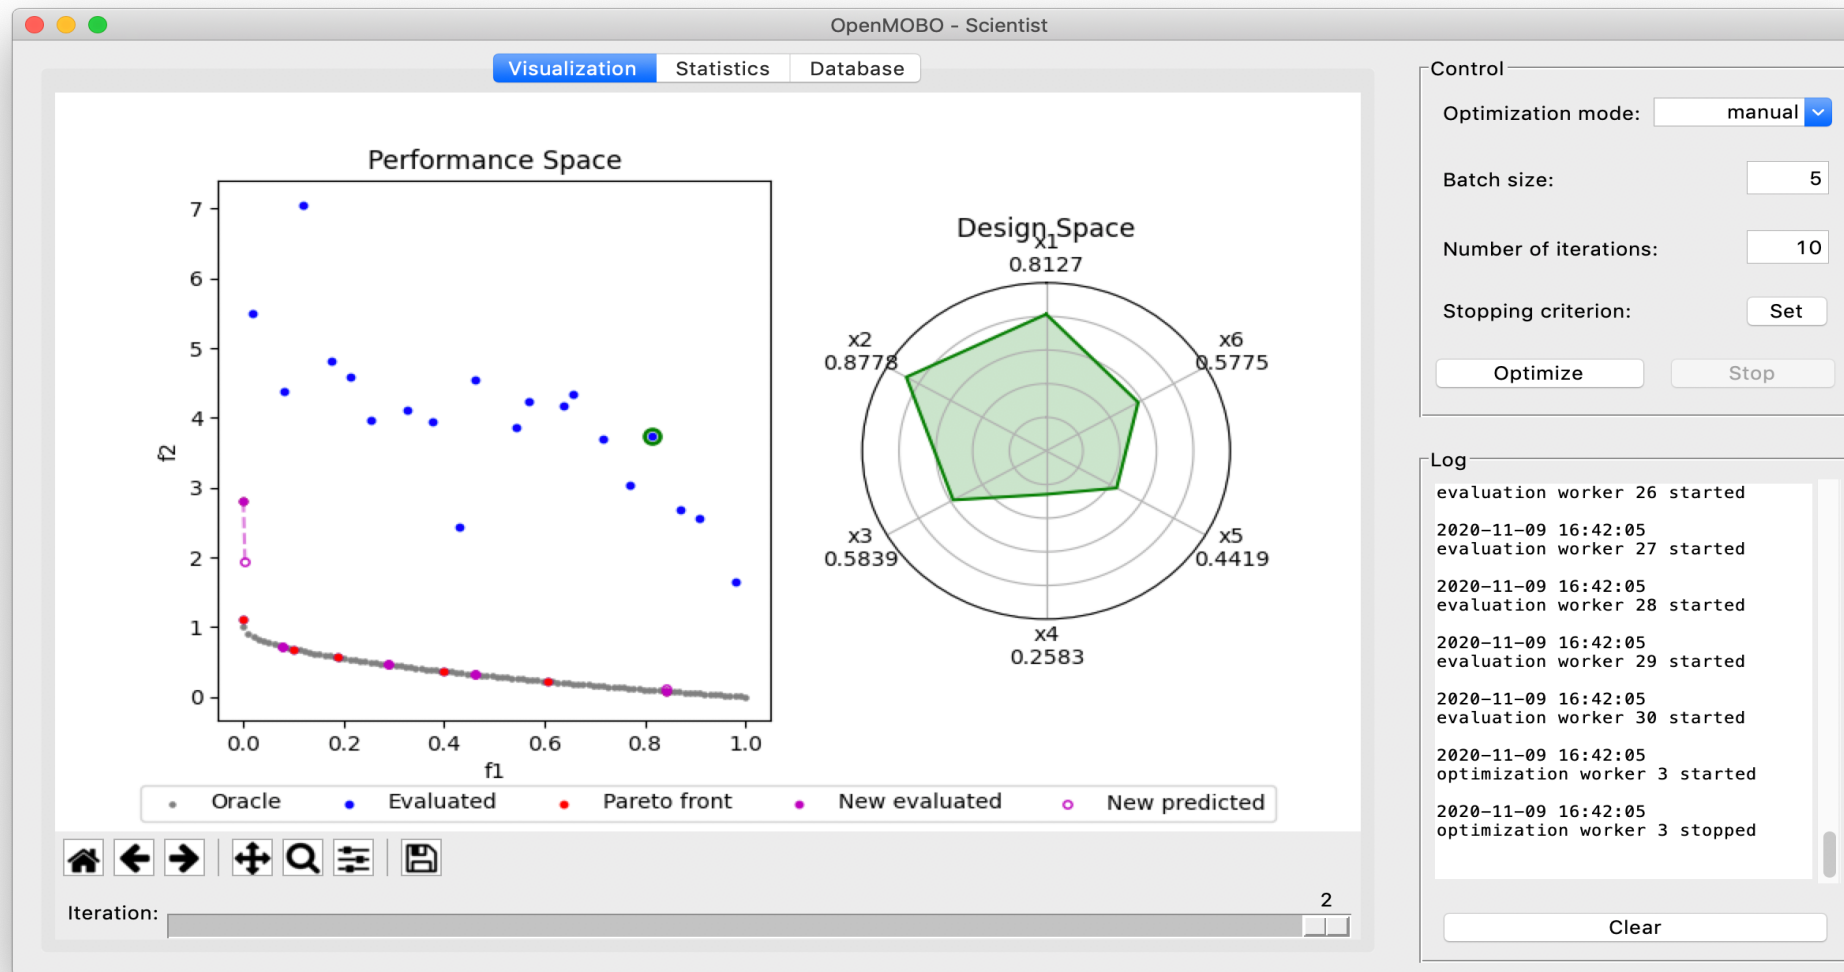 OpenMOBO - Scientist
Visualization
Statistics
Database
Performance Space
7
6
5
4
3
2
1
0
f2
0.0
0.2
0.4
0.6
0.8
1.0
f1
Design Space
x1
0.8127
x2
0.8778
x6
0.5775
x3
0.5839
x5
0.4419
x4
0.2583
Oracle
Evaluated
Pareto front
New evaluated
New predicted
Iteration:
2
Control
Optimization mode:
manual
Batch size:
5
Number of iterations:
10
Stopping criterion:
Set
Optimize
Stop
Log
evaluation worker 26 started
2020-11-09 16:42:05
evaluation worker 27 started
2020-11-09 16:42:05
evaluation worker 28 started
2020-11-09 16:42:05
evaluation worker 29 started
2020-11-09 16:42:05
evaluation worker 30 started
2020-11-09 16:42:05
optimization worker 3 started
2020-11-09 16:42:05
optimization worker 3 stopped
Clear